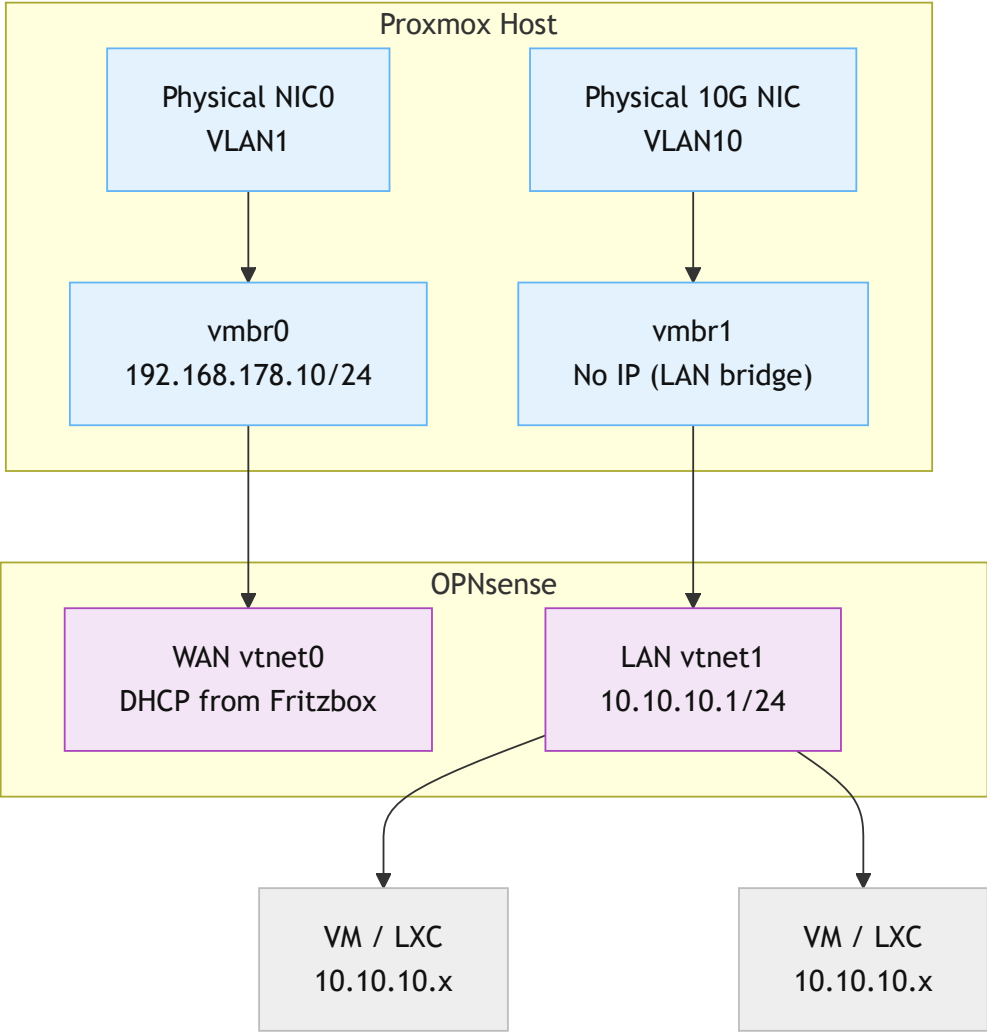 Proxmox Host
Physical NIC0
VLAN1
Physical 10G NIC
VLAN10
vmbr0
192.168.178.10/24
vmbr1
No IP (LAN bridge)
OPNsense
WAN vtnet0
DHCP from Fritzbox
LAN vtnet1
10.10.10.1/24
VM / LXC
10.10.10.x
VM / LXC
10.10.10.x